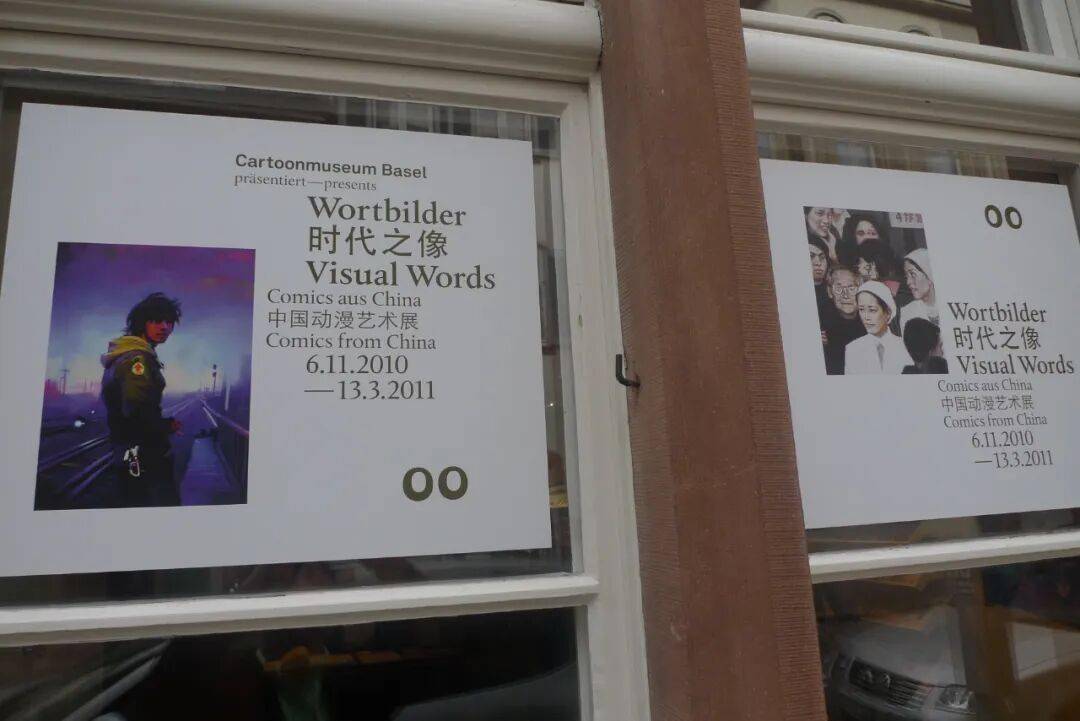 Cartoonmuseum Basel
präsentiert—presents
Wortbilder
时代之像
Visual Words
Comics aus China
中国动漫艺术展
Comics from China
6.11.2010
—13.3.2011
Wortbilder
时代之像
Visual Words
Comics aus China
中国动漫艺术展
Comics from China
6.11.2010
—13.3.2011